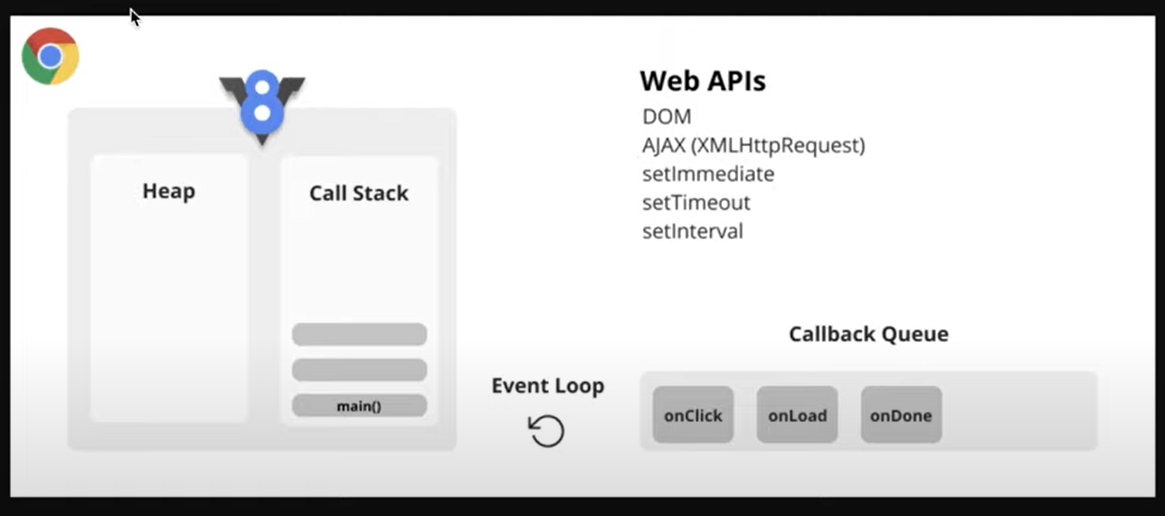 8
Heap
Call Stack
main()
Event Loop
Web APIs
DOM
AJAX (XMLHttpRequest)
setImmediate
setTimeout
setInterval
Callback Queue
onClick
onLoad
onDone